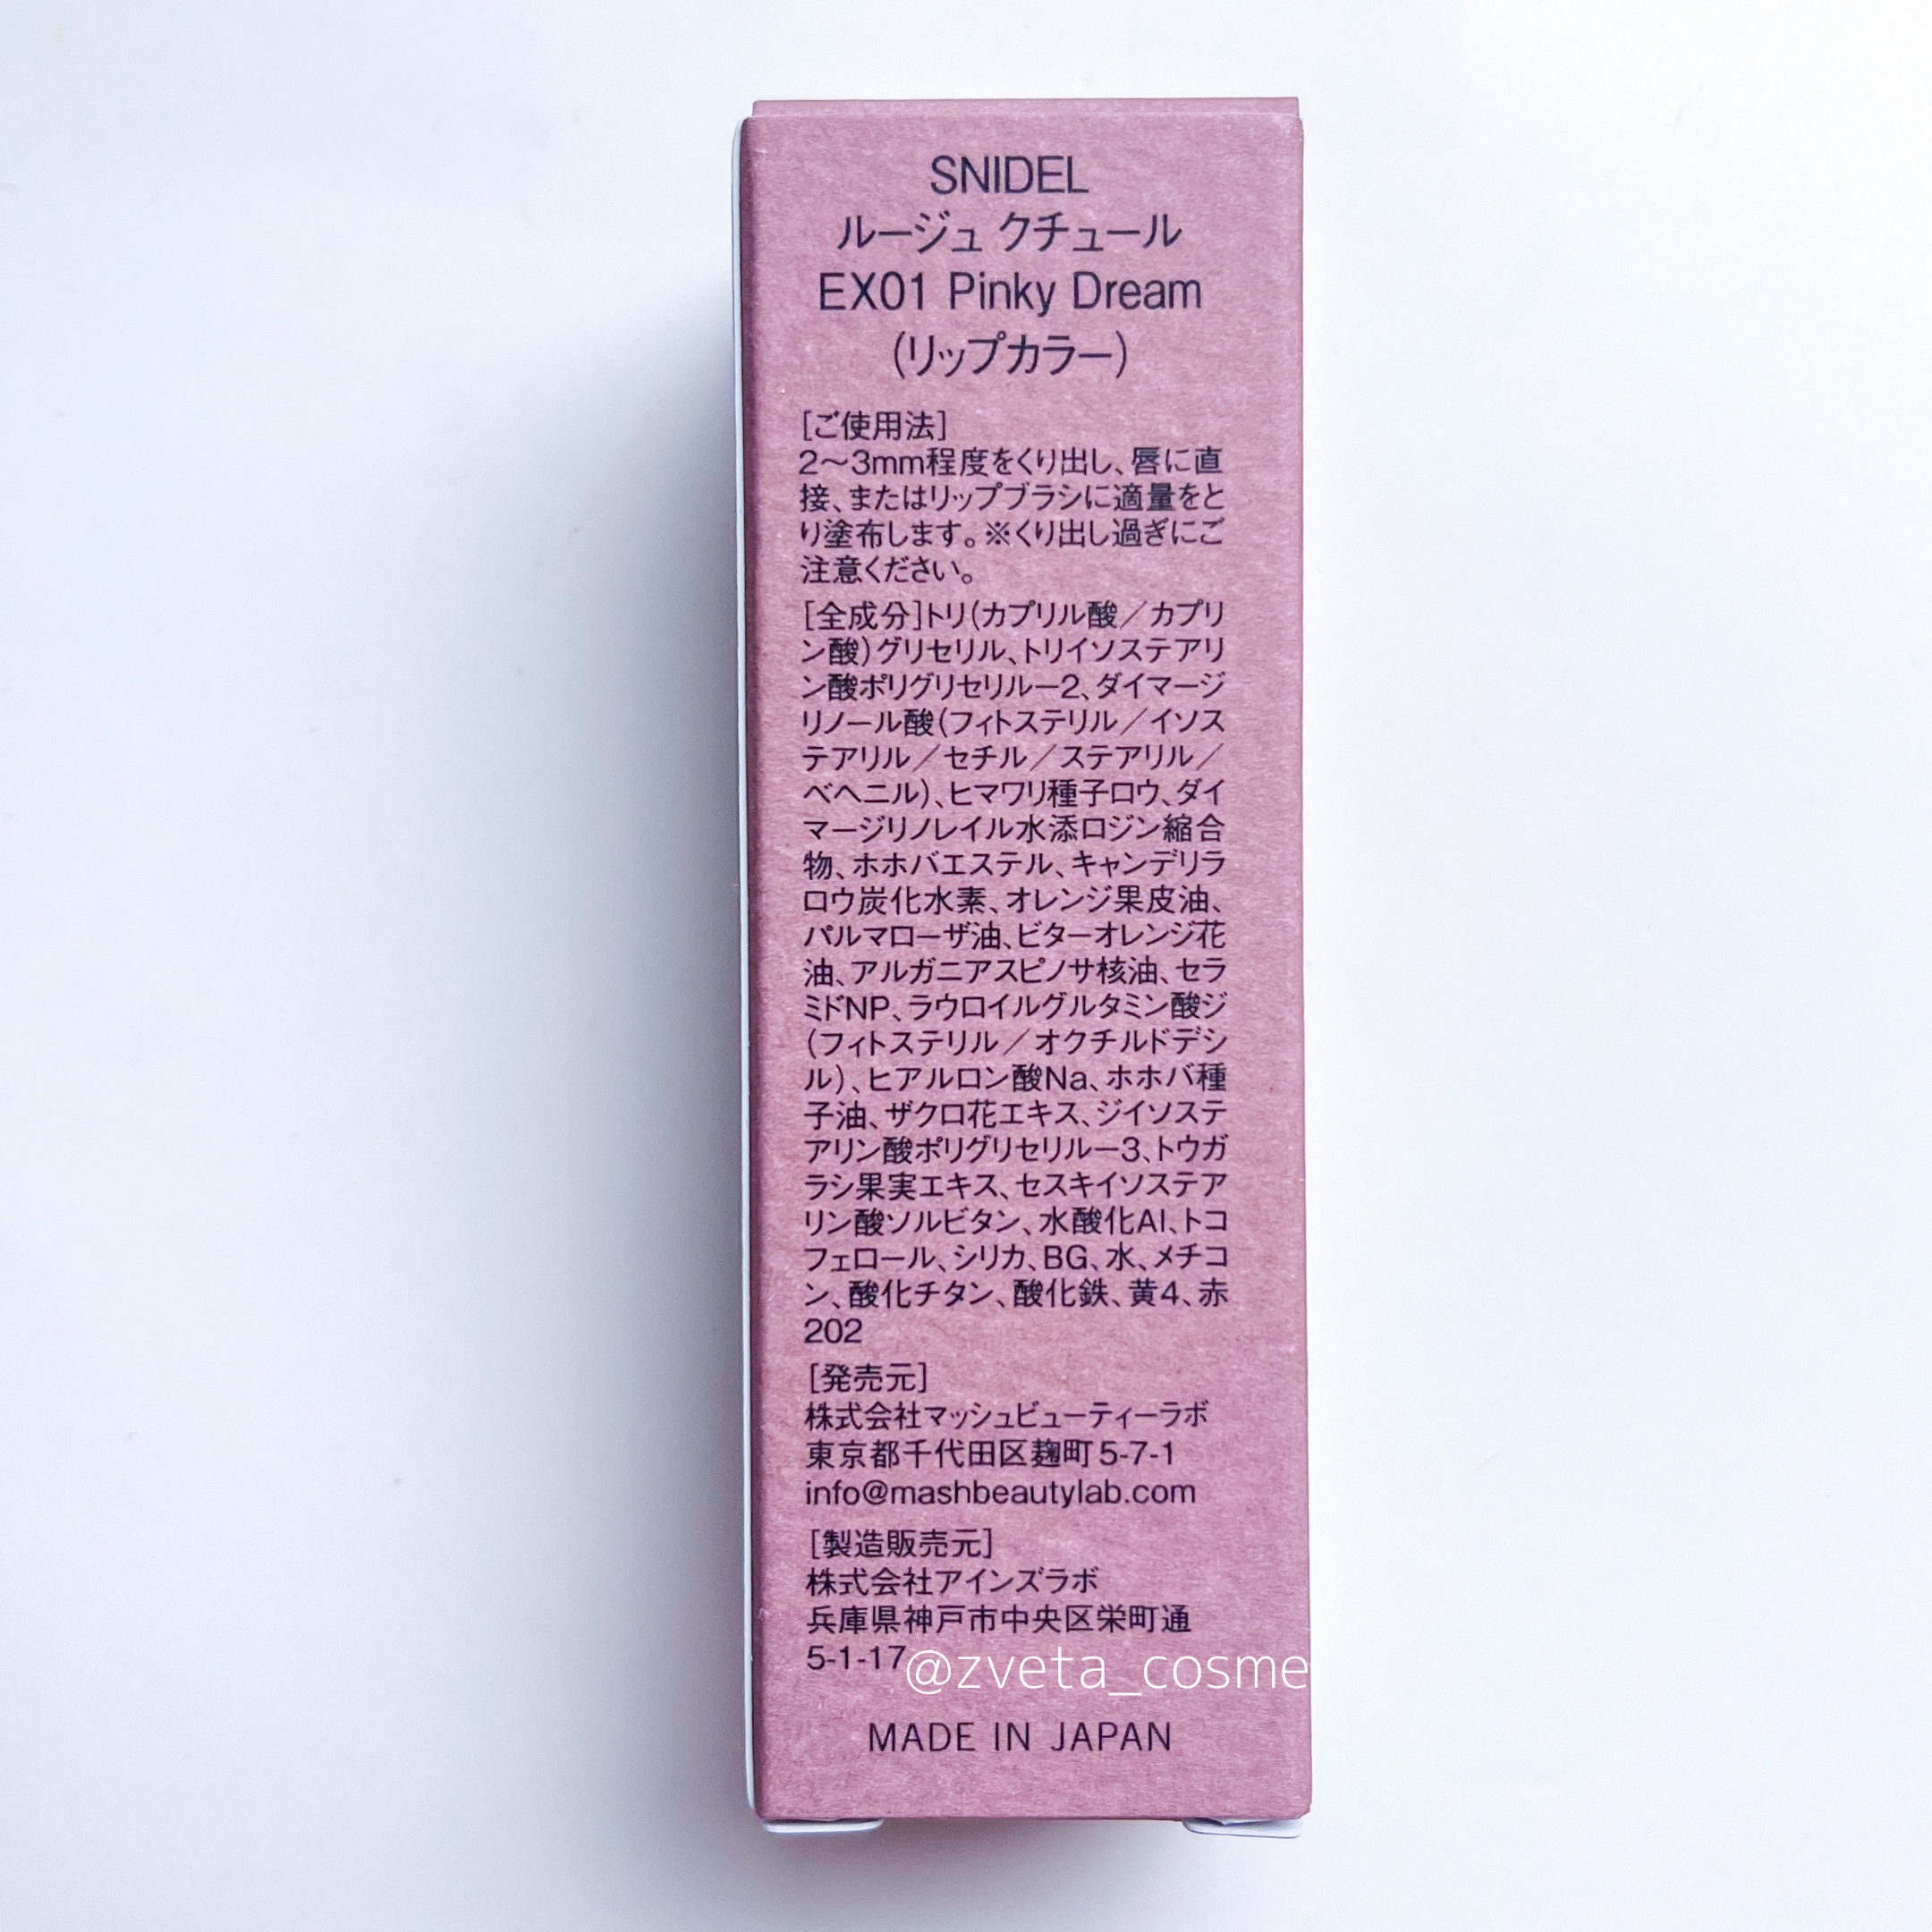 SNIDEL
ルージュ クチュール
EX01 Pinky Dream
(リップカラー)
[ご使用法]
2〜3mm程度をくり出し、唇に直
接、またはリップブラシに適量をと
り塗布します。※くり出し過ぎにご
注意ください。
[全成分]トリ(カプリル酸／カプリ
ン酸)グリセリル、トリイソステアリ
ン酸ポリグリセリルー2、ダイマージ
リノール酸(フィトステリル／イソス
テアリル／セチル／ステアリル／
ベヘニル)、ヒマワリ種子ロウ、ダイ
マージリノレイル水添ロジン縮合
物、ホホバエステル、キャンデリラ
ロウ炭化水素、オレンジ果皮油、
パルマローザ油、ビターオレンジ花
油、アルガニアスピノサ核油、セラ
ミドNP、ラウロイルグルタミン酸ジ
(フィトステリル／オクチルドデシ
ル)、ヒアルロン酸Na、ホホバ種
子油、ザクロ花エキス、ジイソステ
アリン酸ポリグリセリルー3、トウガ
ラシ果実エキス、セスキイソステア
リン酸ソルビタン、水酸化Al、トコ
フェロール、シリカ、BG、水、メチコ
ン、酸化チタン、酸化鉄、黄4、赤
202
[発売元]
株式会社マッシュビューティーラボ
東京都千代田区麹町5-7-1
info@mashbeautylab.com
[製造販売元]
株式会社アインズラボ
兵庫県神戸市中央区栄町通
5-1-17
@zveta_cosme
MADE IN JAPAN